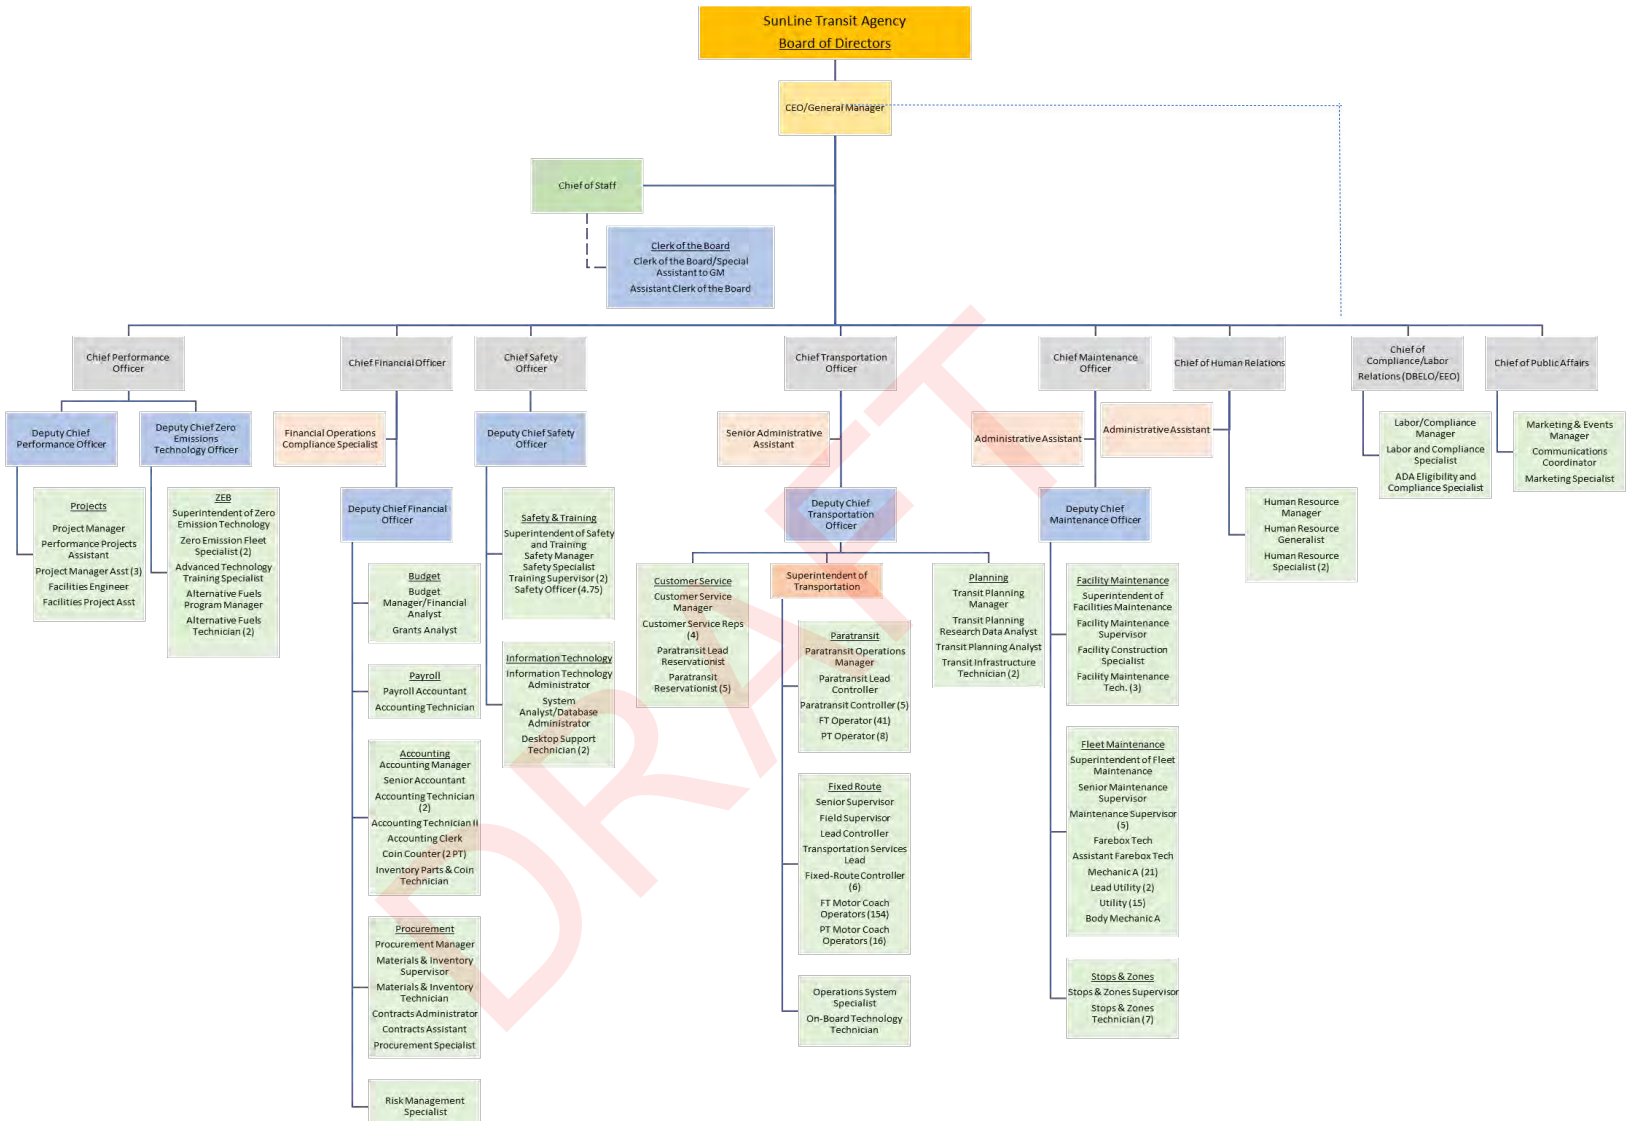 SunLine Transit Agency
Board of Directors
CEO/General Manager
Chief of Staff
Clerk of the Board
Clerk of the Board/Special
Assistant to GM
Assistant Clerk of the Board
Chief Performance
Officer
Chief Financial Officer
Chief Safety
Officer
Chief Transportation
Officer
Chief Maintenance
Officer
Chief of Human Relations
Chief of
Compliance/Labor
Relations (DBELO/EEO)
Chief of Public Affairs
Deputy Chief
Performance Officer
Deputy Chief Zero
Emissions
Technology Officer
Financial Operations
Compliance Specialist
Deputy Chief Safety
Officer
Senior Administrative
Assistant
Administrative Assistant
Administrative Assistant
Labor/Compliance
Manager
Labor and Compliance
Specialist
ADA Eligibility and
Compliance Specialist
Marketing & Events
Manager
Communications
Coordinator
Marketing Specialist
Projects
Project Manager
Performance Projects
Assistant
Project Manager Asst (3)
Facilities Engineer
Facilities Project Asst
ZEB
Superintendent of Zero
Emission Technology
Zero Emission Fleet
Specialist (2)
Advanced Technology
Training Specialist
Alternative Fuels
Program Manager
Alternative Fuels
Technician (2)
Deputy Chief Financial
Officer
Safety & Training
Superintendent of Safety
and Training
Safety Manager
Safety Specialist
Training Supervisor (2)
Safety Officer (4.75)
Deputy Chief
Transportation
Officer
Deputy Chief
Maintenance Officer
Human Resource
Manager
Human Resource
Generalist
Human Resource
Specialist (2)
Budget
Budget
Manager/Financial
Analyst
Grants Analyst
Payroll
Payroll Accountant
Accounting Technician
Accounting
Accounting Manager
Senior Accountant
Accounting Technician
(2)
Accounting Technician II
Accounting Clerk
Coin Counter (2 PT)
Inventory Parts & Coin
Technician
Procurement
Procurement Manager
Materials & Inventory
Supervisor
Materials & Inventory
Technician
Contracts Administrator
Contracts Assistant
Procurement Specialist
Risk Management
Specialist
Information Technology
Information Technology
Administrator
System
Analyst/Database
Administrator
Desktop Support
Technician (2)
Customer Service
Customer Service
Manager
Customer Service Reps
(4)
Paratransit Lead
Reservationist
Paratransit
Reservationist (5)
Superintendent of
Transportation
Paratransit
Paratransit Operations
Manager
Paratransit Lead
Controller
Paratransit Controller (5)
FT Operator (41)
PT Operator (8)
Fixed Route
Senior Supervisor
Field Supervisor
Lead Controller
Transportation Services
Lead
Fixed-Route Controller
(6)
FT Motor Coach
Operators (154)
PT Motor Coach
Operators (16)
Operations System
Specialist
On-Board Technology
Technician
Planning
Transit Planning
Manager
Transit Planning
Research Data Analyst
Transit Planning Analyst
Transit Infrastructure
Technician (2)
Facility Maintenance
Superintendent of
Facilities Maintenance
Facility Maintenance
Supervisor
Facility Construction
Specialist
Facility Maintenance
Tech. (3)
Fleet Maintenance
Superintendent of Fleet
Maintenance
Senior Maintenance
Supervisor
Maintenance Supervisor
(5)
Farebox Tech
Assistant Farebox Tech
Mechanic A (21)
Lead Utility (2)
Utility (15)
Body Mechanic A
Stops & Zones
Stops & Zones Supervisor
Stops & Zones
Technician (7)
DRAFT